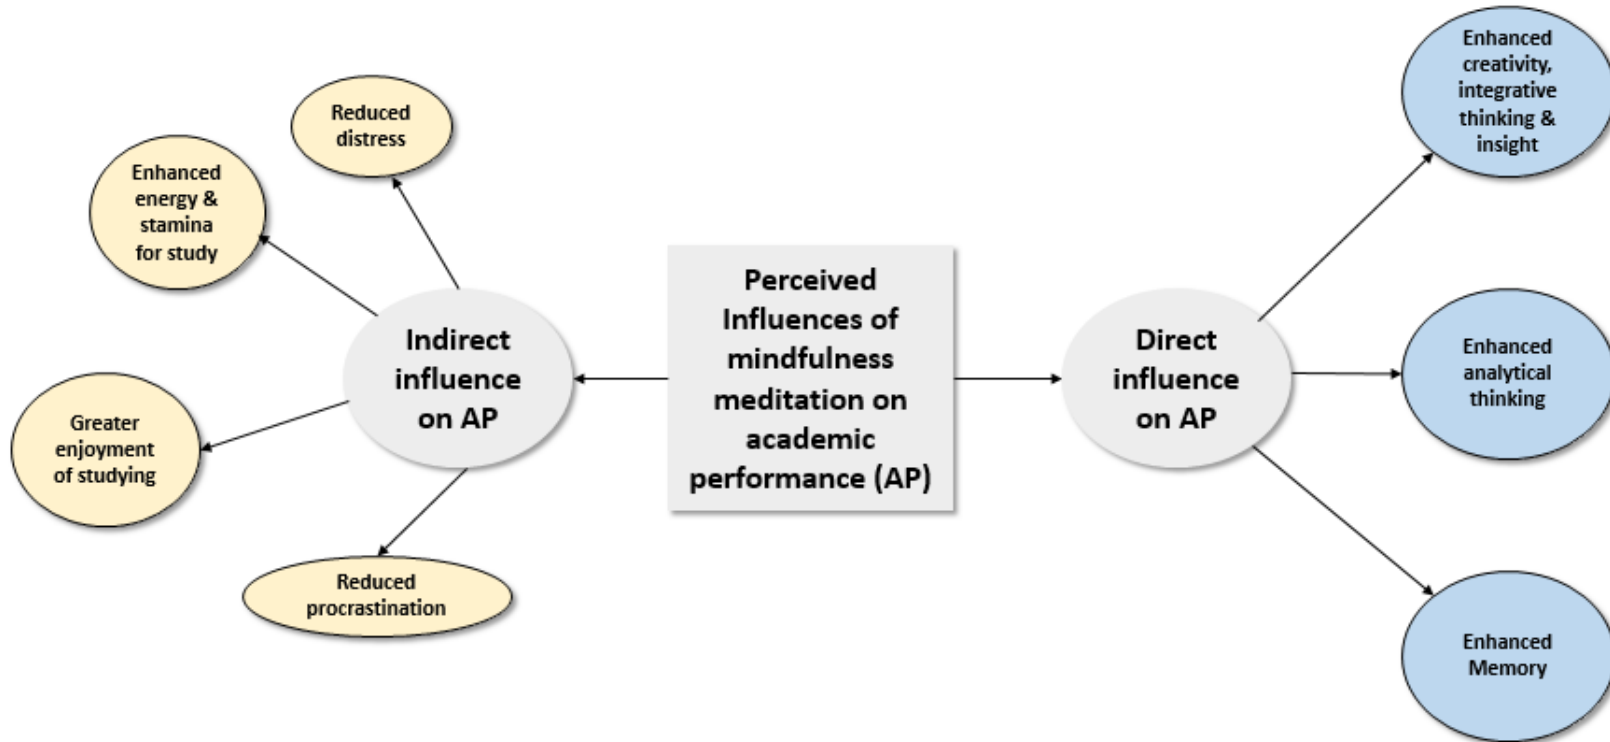 Reduced
distress
Enhanced
energy &
stamina
for study
Greater
enjoyment
of studying
Reduced
procrastination
Indirect
influence
on AP
Perceived
Influences of
mindfulness
meditation on
academic
performance (AP)
Direct
influence
on AP
Enhanced
creativity,
integrative
thinking &
insight
Enhanced
analytical
thinking
Enhanced
Memory